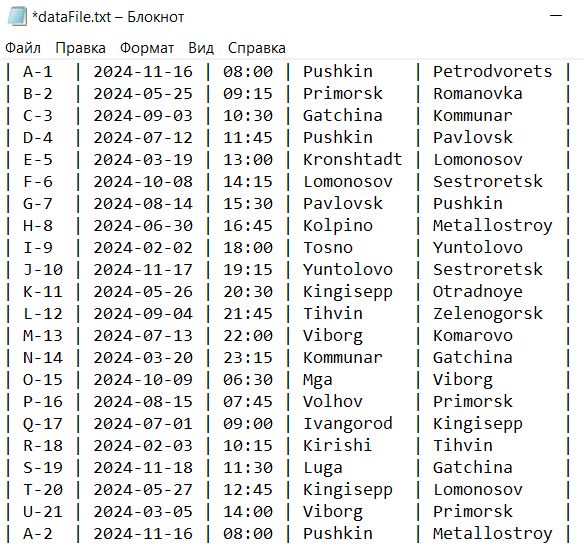 *dataFile.txt – Блокнот
Файл Правка Формат Вид Справка
| A-1 | 2024-11-16 | 08:00 | Pushkin | Petrodvorets |
| B-2 | 2024-05-25 | 09:15 | Primorsk | Romanovka |
| C-3 | 2024-09-03 | 10:30 | Gatchina | Kommunar |
| D-4 | 2024-07-12 | 11:45 | Pushkin | Pavlovsk |
| E-5 | 2024-03-19 | 13:00 | Kronshtadt | Lomonosov |
| F-6 | 2024-10-08 | 14:15 | Lomonosov | Sestroretsk |
| G-7 | 2024-08-14 | 15:30 | Pavlovsk | Pushkin |
| H-8 | 2024-06-30 | 16:45 | Kolpino | Metallostroy |
| I-9 | 2024-02-02 | 18:00 | Tosno | Yuntolovo |
| J-10 | 2024-11-17 | 19:15 | Yuntolovo | Sestroretsk |
| K-11 | 2024-05-26 | 20:30 | Kingisepp | Otradnoye |
| L-12 | 2024-09-04 | 21:45 | Tihvin | Zelenogorsk |
| M-13 | 2024-07-13 | 22:00 | Viborg | Komarovo |
| N-14 | 2024-03-20 | 23:15 | Kommunar | Gatchina |
| O-15 | 2024-10-09 | 06:30 | Mga | Viborg |
| P-16 | 2024-08-15 | 07:45 | Volhov | Primorsk |
| Q-17 | 2024-07-01 | 09:00 | Ivangorod | Kingisepp |
| R-18 | 2024-02-03 | 10:15 | Kirishi | Tihvin |
| S-19 | 2024-11-18 | 11:30 | Luga | Gatchina |
| T-20 | 2024-05-27 | 12:45 | Kingisepp | Lomonosov |
| U-21 | 2024-03-05 | 14:00 | Viborg | Primorsk |
| A-2 | 2024-11-16 | 08:00 | Pushkin | Metallostroy |